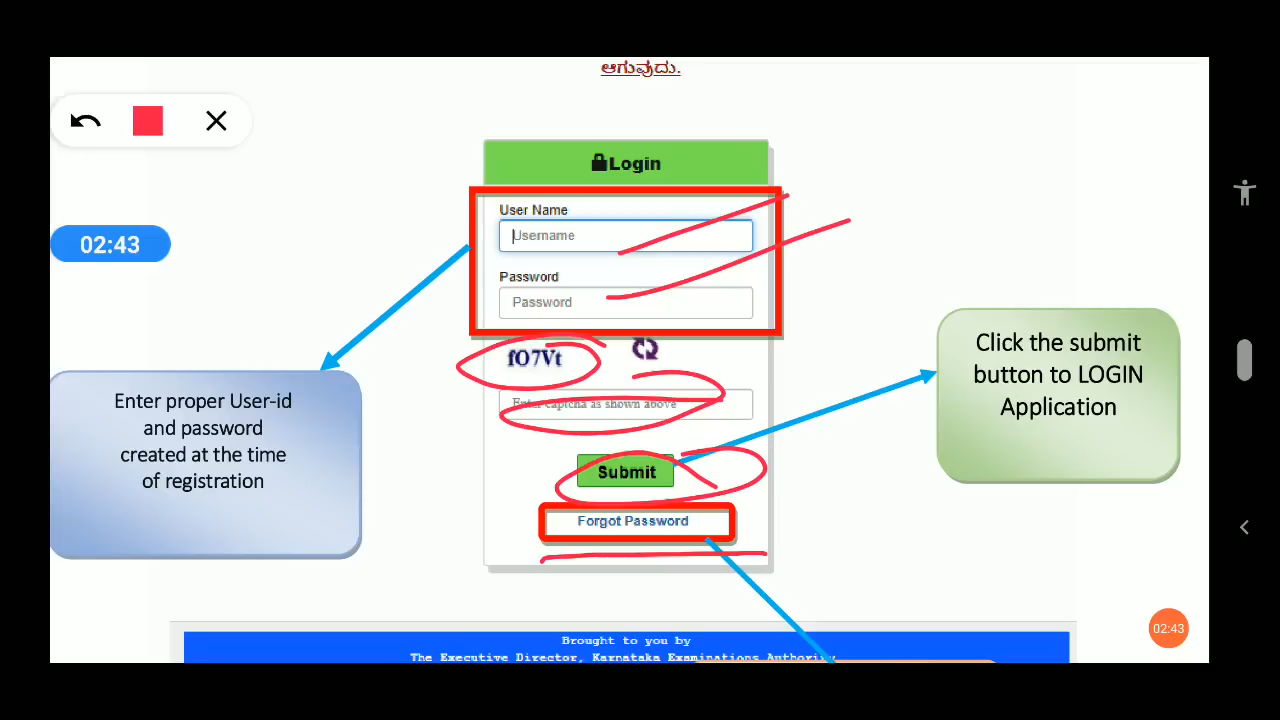 ಆಗುವುದು.
Login
User Name
Username
02:43
Password
Password
fO7Vt
Enter captcha as shown above
Submit
Forgot Password
Enter proper User-id
and password
created at the time
of registration
Click the submit
button to LOGIN
Application
02:43
Brought to you by
The Executive Director, Karnataka Examinations Authority